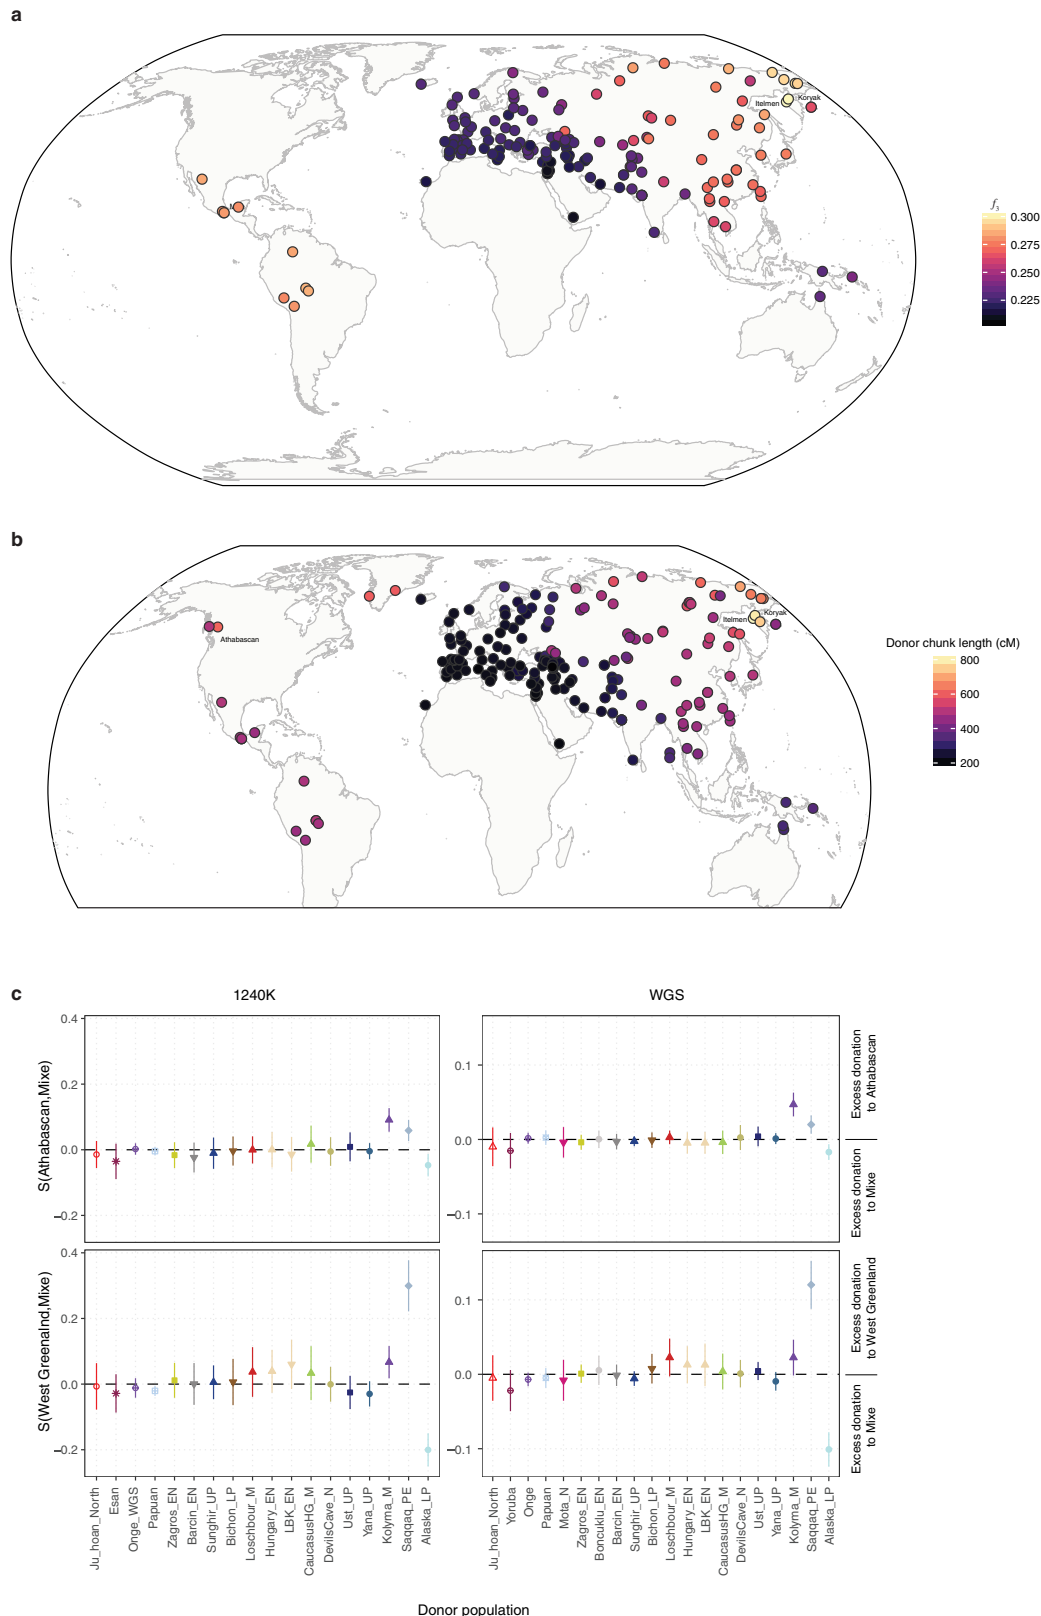 a
Itelmen
Koryak
M
f3
0.300
0.275
0.250
0.225
b
Athabascan
Itelmen
Koryak
Donor chunk length (cM)
800
600
400
200
c
1240K
WGS
S(Athabascan,Mixe)
0.4
0.2
0.0
−0.2
0.1
0.0
−0.1
Excess donation
to Athabascan
Excess donation
to Mixe
S(West Greenalnd,Mixe)
0.4
0.2
0.0
−0.2
0.1
0.0
−0.1
Excess donation
to West Greenland
Excess donation
to Mixe
Ju_hoan_North
Esan
Onge_WGS
Papuan
Zagros_EN
Barcin_EN
Sunghir_UP
Bichon_LP
Loschbour_M
Hungary_EN
LBK_EN
CaucasusHG_M
DevilsCave_N
Ust_UP
Yana_UP
Kolyma_M
Saqqaq_PE
Alaska_LP
Ju_hoan_North
Yoruba
Onge
Papuan
Mota_N
Zagros_EN
Boncuklu_EN
Barcin_EN
Sunghir_UP
Bichon_LP
Loschbour_M
Hungary_EN
LBK_EN
CaucasusHG_M
DevilsCave_N
Ust_UP
Yana_UP
Kolyma_M
Saqqaq_PE
Alaska_LP
Donor population